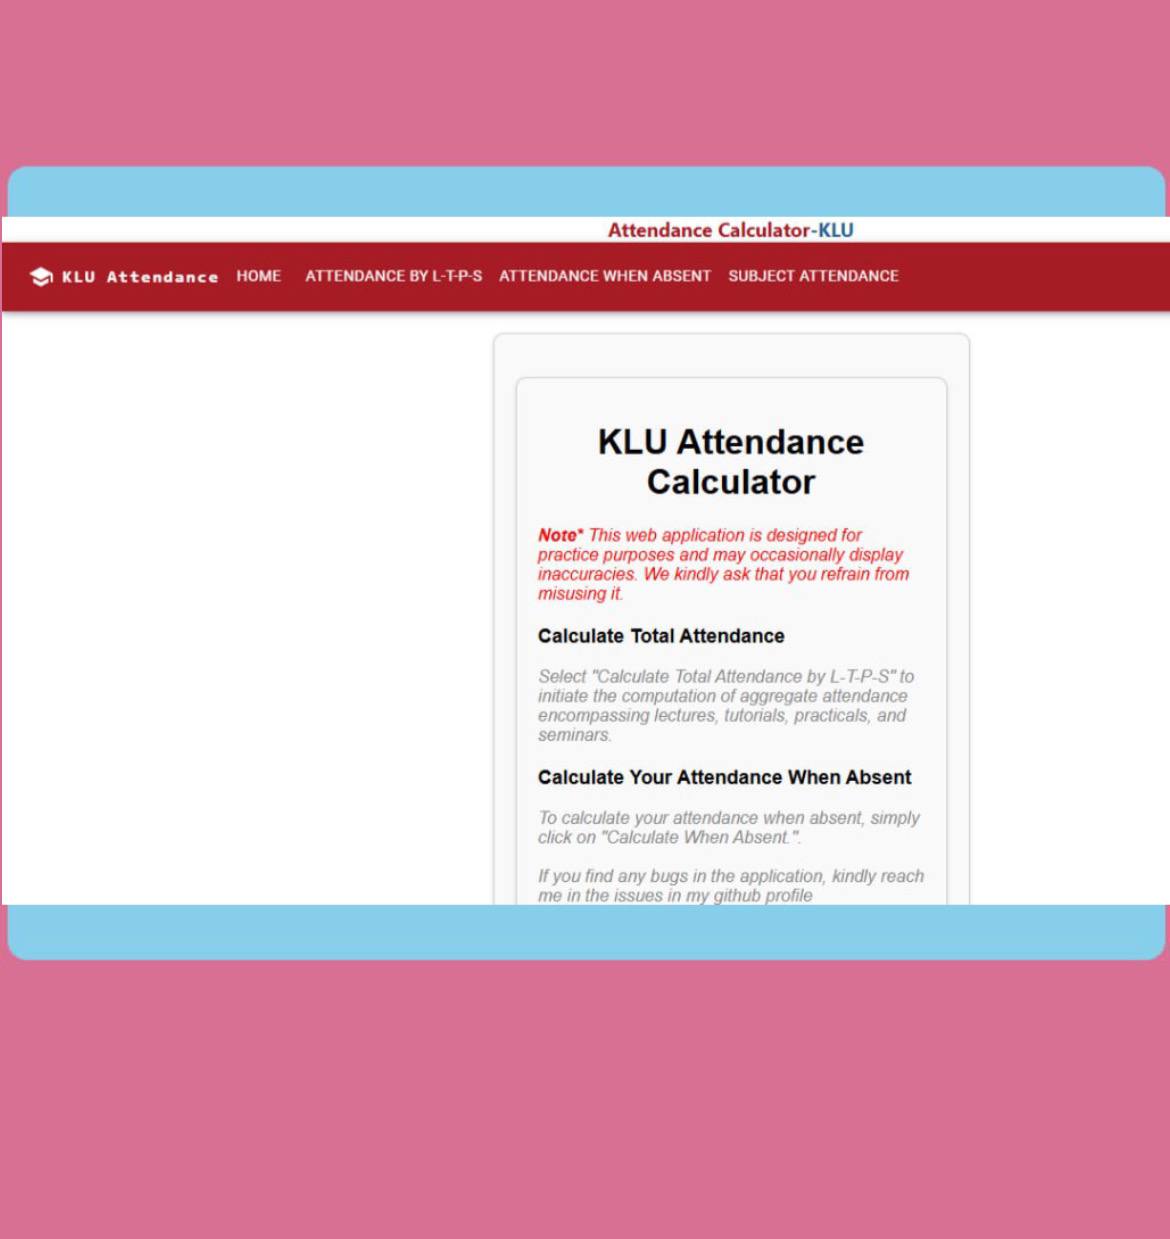 Attendance Calculator-KLU
KLU Attendance HOME ATTENDANCE BY L-T-P-S ATTENDANCE WHEN ABSENT SUBJECT ATTENDANCE
KLU Attendance
Calculator
Note* This web application is designed for
practice purposes and may occasionally display
inaccuracies. We kindly ask that you refrain from
misusing it.
Calculate Total Attendance
Select "Calculate Total Attendance by L-T-P-S" to
initiate the computation of aggregate attendance
encompassing lectures, tutorials, practicals, and
seminars.
Calculate Your Attendance When Absent
To calculate your attendance when absent, simply
click on "Calculate When Absent.".
If you find any bugs in the application, kindly reach
me in the issues in my github profile